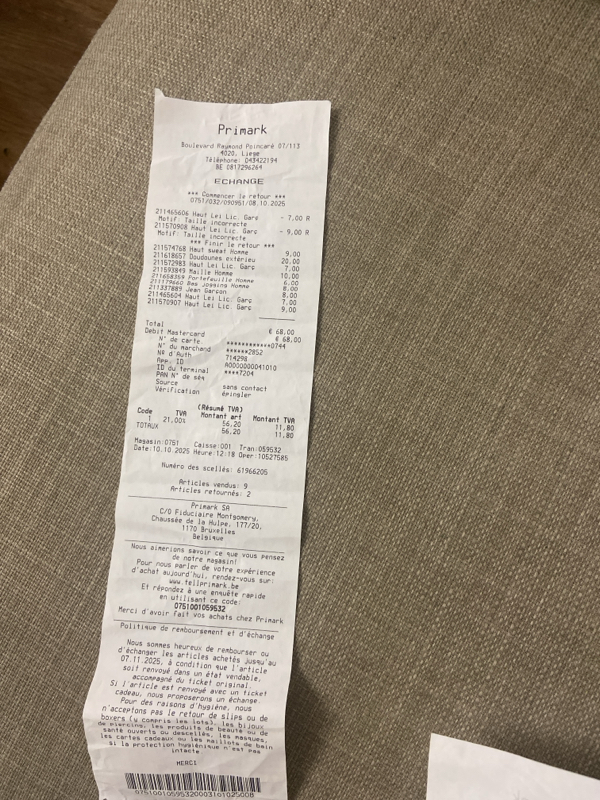 Primark
Boulevard Raymond Poincaré 07/113
4020, Liege
Téléphone: 043422194
BE 0817296264
ECHANGE
*** Commencer le retour ***
0751/032/090951/08.10.2025
211465606 Haut Lei Lic. Garc - 7,00 R
Motif: Taille incorrecte
211570908 Haut Lei Lic. Garc - 9,00 R
Motif: Taille incorrecte
*** Finir le retour ***
211574768 Haut sweat Homme 9,00
211618657 Doudounes extérieu 20,00
211572983 Haut Lei Lic. Garc 7,00
211593849 Maille Homme 10,00
211658359 Portefeuille Homme 6,00
211179660 Bas jogging Homme 8,00
211337889 Jean Garcon 8,00
211465604 Haut Lei Lic. Garc 7,00
211570907 Haut Lei Lic. Garc 9,00
Total € 68,00
Debit Mastercard € 68,00
N° de carte. ************0744
N° du marchand ******2852
Nº d'Auth 714298
App. ID A0000000041010
ID du terminal ****7204
PAN N° de séq
Source sans contact
Vérification épingler
(Résumé TVA)
Code TVA Montant art Montant TVA
1 21,00% 56,20 11,80
TOTAUX 56,20 11,80
Magasin:0751 Caisse:001 Tran:059532
Date:10.10.2025 Heure:12:18 Oper:10527585
Numéro des scellés: 61966205
Articles vendus: 9
Articles retournés: 2
Primark SA
C/O Fiduciaire Montgomery,
Chaussée de la Hulpe, 177/20,
1170 Bruxelles
Belgique
Nous aimerions savoir ce que vous pensez
de notre magasin!
Pour nous parler de votre expérience
d'achat aujourd'hui, rendez-vous sur:
www.tellprimark.be
Et répondez à une enquête rapide
en utilisant ce code:
0751001059532
Merci d'avoir fait vos achats chez Primark
Politique de remboursement et d'échange
Nous sommes heureux de rembourser ou
d'échanger les articles achetés jusqu'au
07.11.2025, à condition que l'article
soit renvoyé dans un état vendable,
accompagné du ticket original.
Si l'article est renvoyé avec un ticket
cadeau, nous proposerons un échange.
Pour des raisons d'hygiène, nous
n'acceptons pas le retour de slips ou de
boxers (y compris les lots), les bijoux
de piercing, les produits de beauté ou de
santé ouverts ou descellés, les masques,
les cartes cadeaux ou les maillots de bain
si la protection hygiénique n'est pas
intacte
MERCI